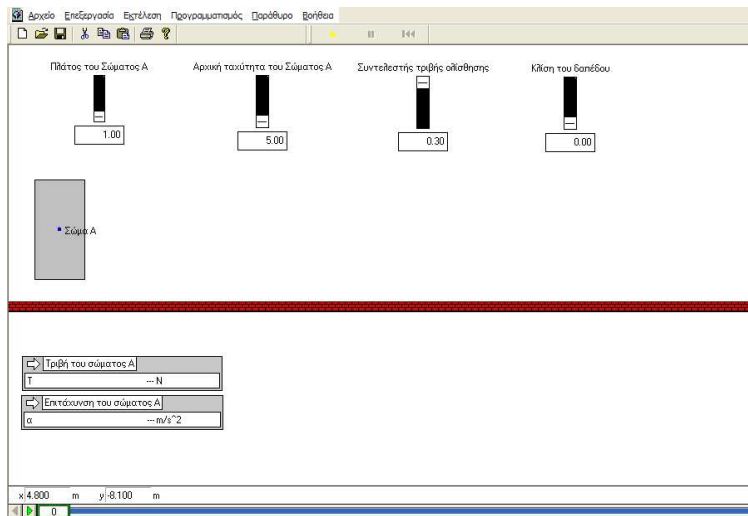 Αρχείο Επεξεργασία Εκτέλεση Προγραμματισμός Παράθυρο Βοήθεια
Πλάτος του Σώματος Α Αρχική ταχύτητα του Σώματος Α Συντελεστής τριβής ολίσθησης Κλίση του δαπέδου
1.00 5.00 0.30 0.00
Σώμα Α
Τριβή του σώματος Α
Τ --- N
Επιτάχυνση του σώματος Α
α --- m/s^2
x 4.800 m y -8.100 m
0